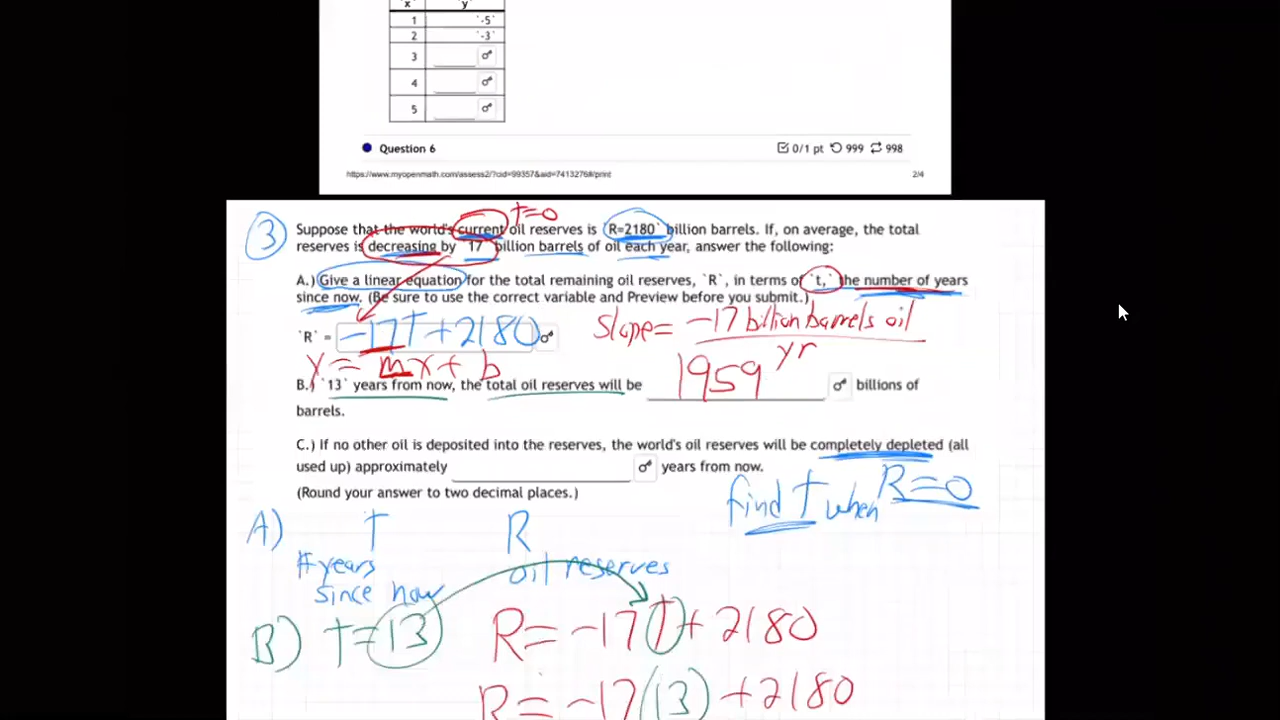 `x` `y`
1 `-5`
2 `-3`
3
4
5
Question 6 0/1 pt 999 998
https://www.myopenmath.com/assess2/?cid=99357&aid=7413276#/print 2/4
t=0
3 Suppose that the world's current oil reserves is `R=2180` billion barrels. If, on average, the total
reserves is decreasing by `17` billion barrels of oil each year, answer the following:
A.) Give a linear equation for the total remaining oil reserves, `R`, in terms of `t,` the number of years
since now. (Be sure to use the correct variable and Preview before you submit.)
`R` = -17t+2180 Slope= -17 billion barrels oil
yr
y = mx + b
B.) `13` years from now, the total oil reserves will be 1959 billions of
barrels.
C.) If no other oil is deposited into the reserves, the world's oil reserves will be completely depleted (all
used up) approximately years from now.
(Round your answer to two decimal places.) find t when R=0
A) t R
# years oil reserves
since now
B) t=13 R=-17t+2180
R=-17(13)+2180